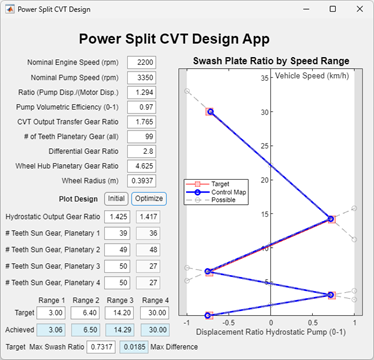 Power Split CVT Design
Power Split CVT Design App
Nominal Engine Speed (rpm) 2200
Nominal Pump Speed (rpm) 3350
Ratio (Pump Disp./(Motor Disp.) 1.294
Pump Volumetric Efficiency (0-1) 0.97
CVT Output Transfer Gear Ratio 1.765
# of Teeth Planetary Gear (all) 99
Differential Gear Ratio 2.8
Wheel Hub Planetary Gear Ratio 4.625
Wheel Radius (m) 0.3937
Plot Design Initial Optimize
Hydrostatic Output Gear Ratio 1.425 1.417
# Teeth Sun Gear, Planetary 1 39 36
# Teeth Sun Gear, Planetary 2 49 48
# Teeth Sun Gear, Planetary 3 50 27
# Teeth Sun Gear, Planetary 4 50 27
Range 1 Range 2 Range 3 Range 4
Target 3.00 6.40 14.20 30.00
Achieved 3.06 6.50 14.29 30.00
Target Max Swash Ratio 0.7317 0.0185 Max Difference
Swash Plate Ratio by Speed Range
Vehicle Speed (km/h)
35
30
25
20
15
10
5
Target
Control Map
Possible
-1 -0.5 0 0.5 1
Displacement Ratio Hydrostatic Pump (0-1)